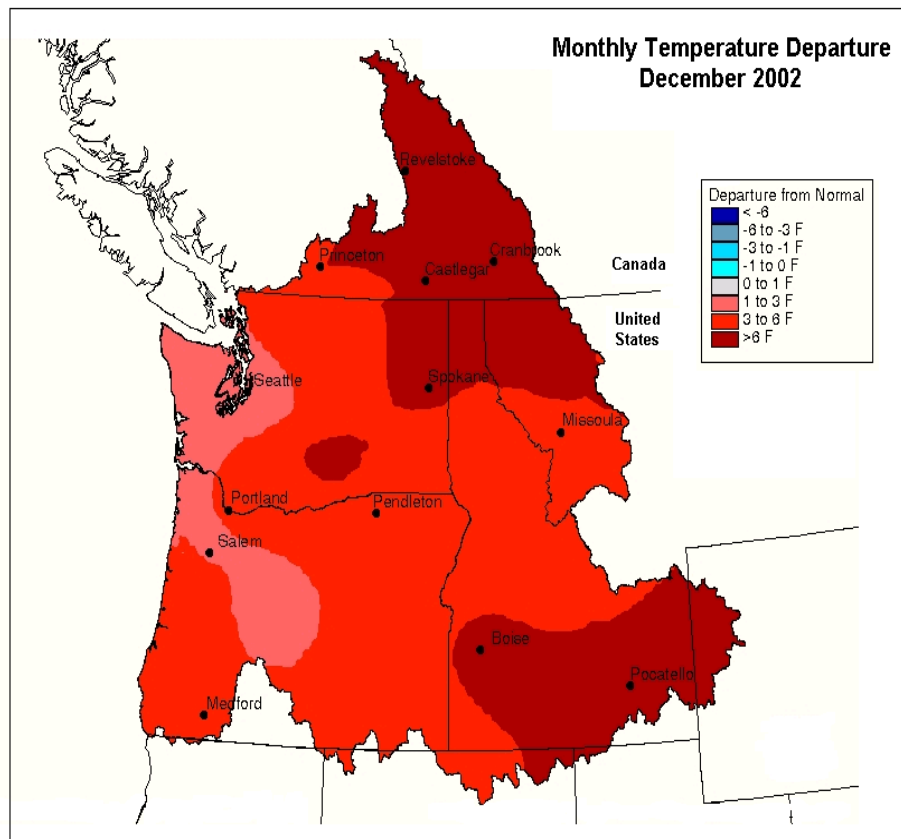 Monthly Temperature Departure
December 2002
Revelstoke
Departure from Normal
< -6
-6 to -3 F
-3 to -1 F
-1 to 0 F
0 to 1 F
1 to 3 F
3 to 6 F
>6 F
Princeton
Cranbrook
Castlegar
Canada
United
States
Seattle
Spokane
Missoula
Portland
Pendleton
Salem
Boise
Pocatello
Medford